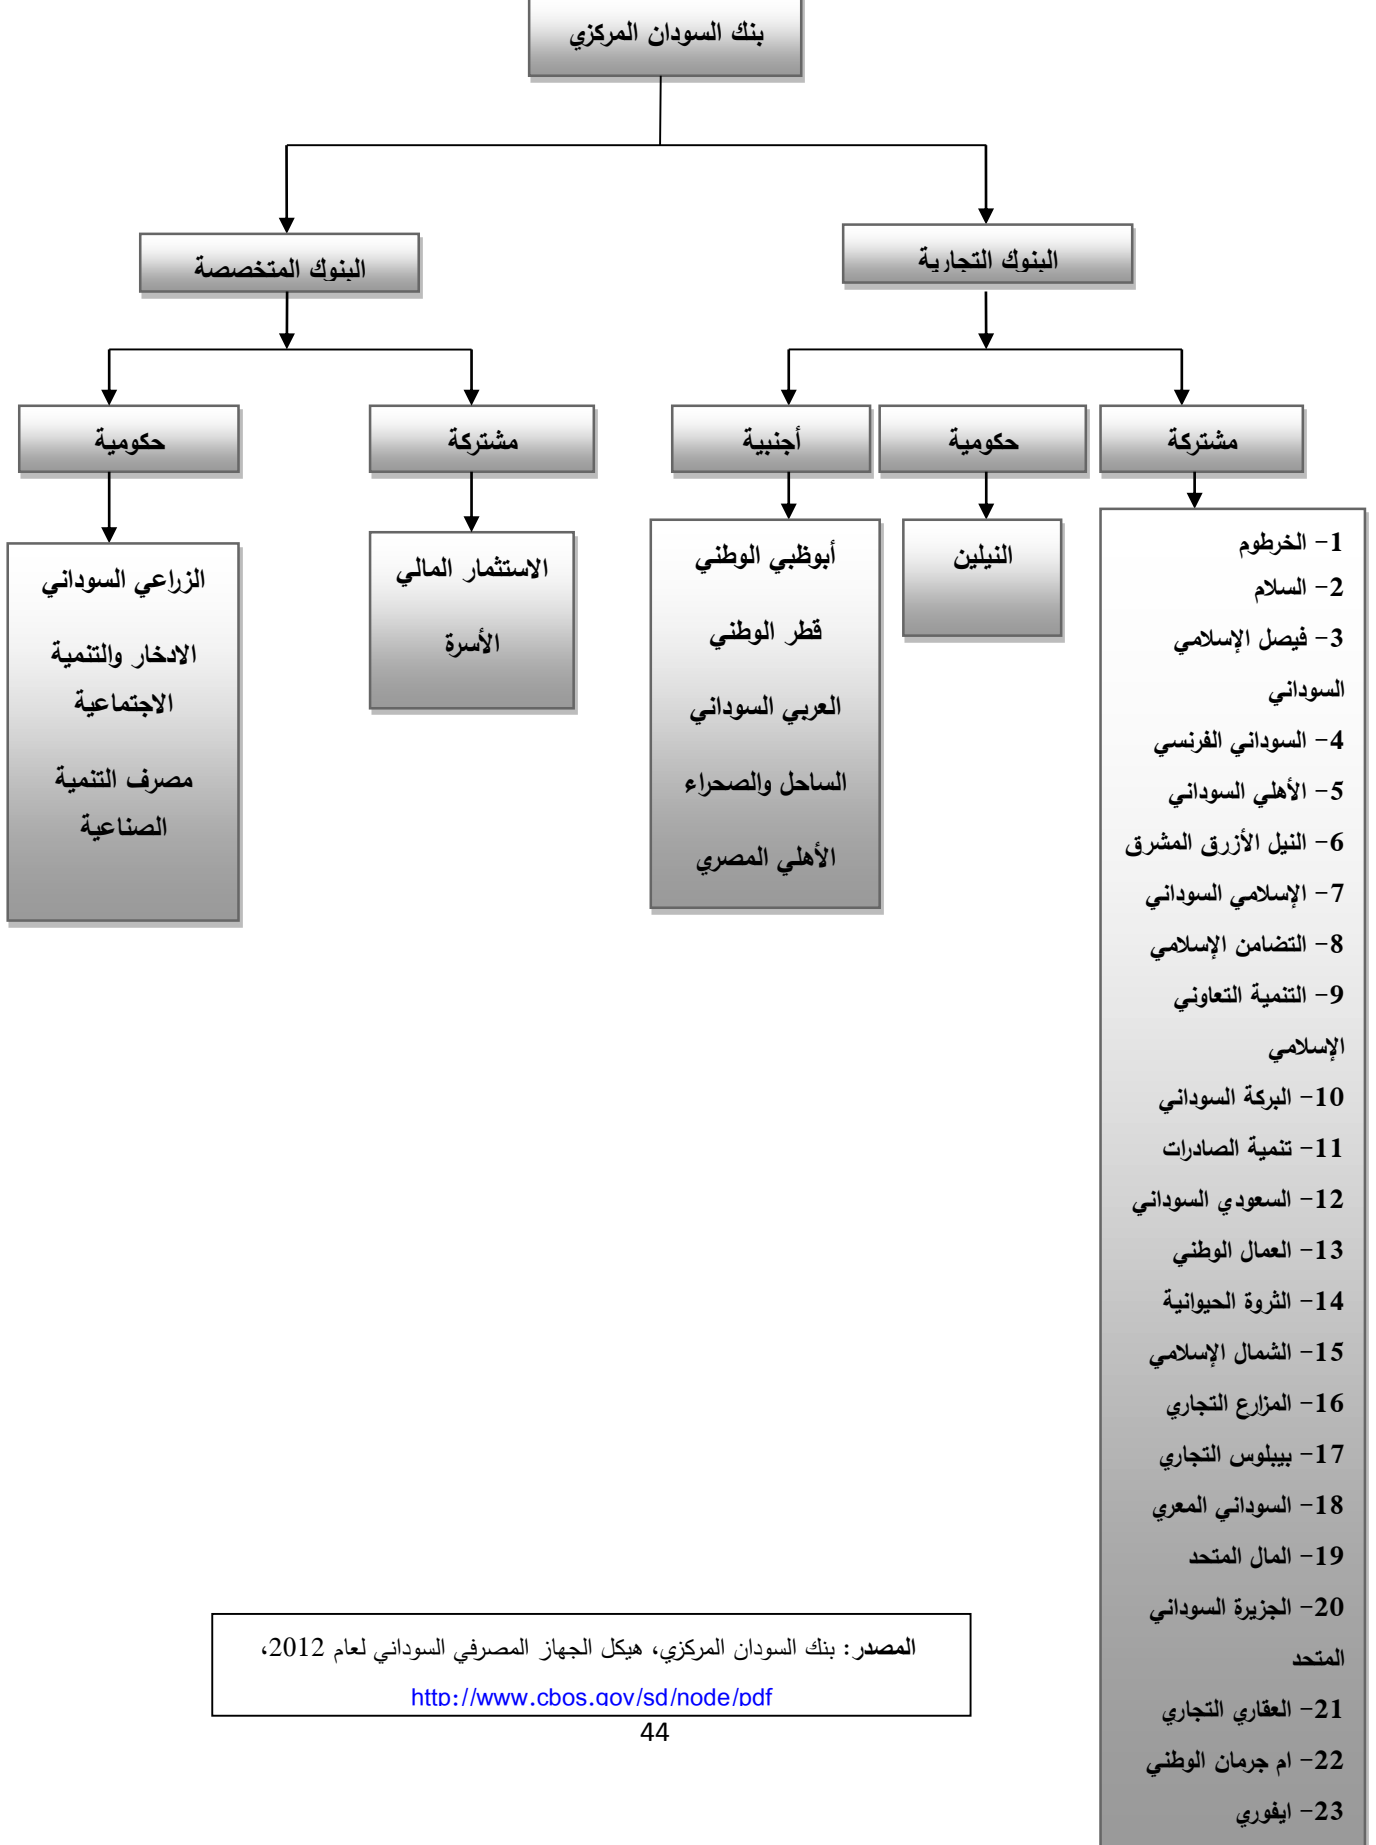 بنك السودان المركزي
البنوك التجارية
البنوك المتخصصة
مشتركة
حكومية
أجنبية
مشتركة
حكومية
1- الخرطوم
2- السلام
3- فيصل الإسلامي
السوداني
4- السوداني الفرنسي
5- الأهلي السوداني
6- النيل الأزرق المشرق
7- الإسلامي السوداني
8- التضامن الإسلامي
9- التنمية التعاوني
الإسلامي
10- البركة السوداني
11- تنمية الصادرات
12- السعودي السوداني
13- العمال الوطني
14- الثروة الحيوانية
15- الشمال الإسلامي
16- المزارع التجاري
17- بيبلوس التجاري
18- السوداني المعري
19- المال المتحد
20- الجزيرة السوداني
المتحد
21- العقاري التجاري
22- ام جرمان الوطني
23- ايفوري
النيلين
أبوظبي الوطني
قطر الوطني
العربي السوداني
الساحل والصحراء
الأهلي المصري
الاستثمار المالي
الأسرة
الزراعي السوداني
الادخار والتنمية
الاجتماعية
مصرف التنمية
الصناعية
المصدر: بنك السودان المركزي، هيكل الجهاز المصرفي السوداني لعام 2012،
http://www.cbos.gov/sd/node/pdf
44